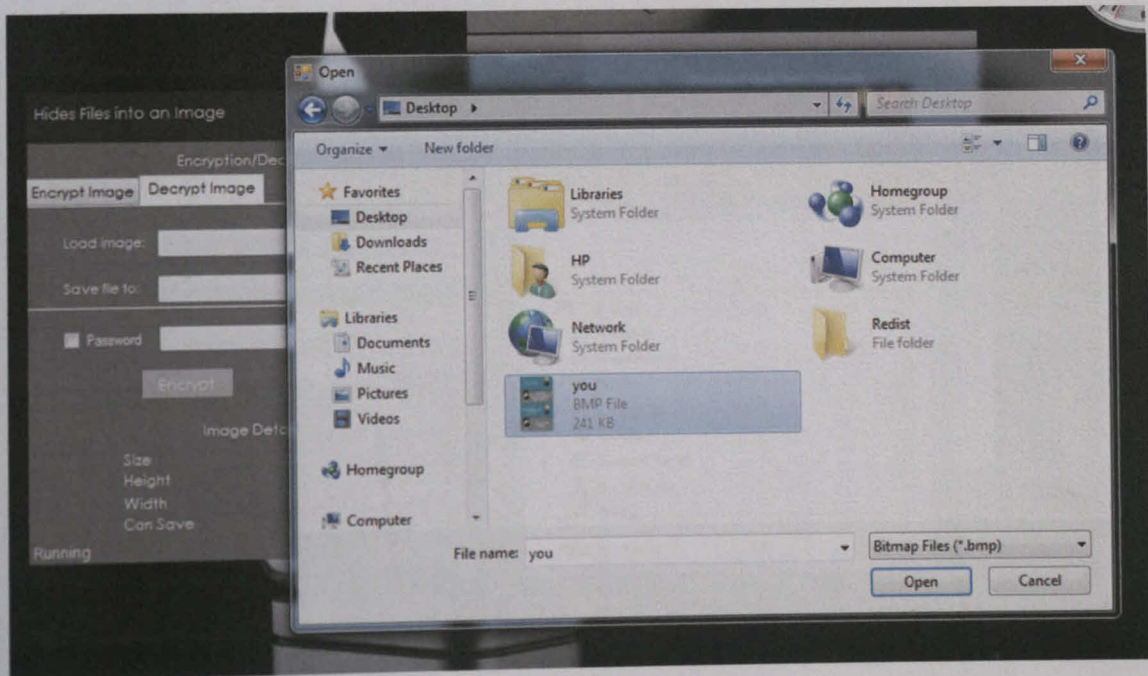 Open
Desktop
Search Desktop
Hides Files into an Image
Organize
New folder
Encryption/Dec
Encrypt Image
Decrypt Image
Load image:
Save file to:
Password
Encrypt
Image Deta
Size
Height
Width
Can Save
Running
Favorites
Desktop
Downloads
Recent Places
Libraries
Documents
Music
Pictures
Videos
Homegroup
Computer
Libraries
System Folder
Homegroup
System Folder
HP
System Folder
Computer
System Folder
Network
System Folder
Redist
File folder
you
BMP File
241 KB
File name: you
Bitmap Files (*.bmp)
Open
Cancel